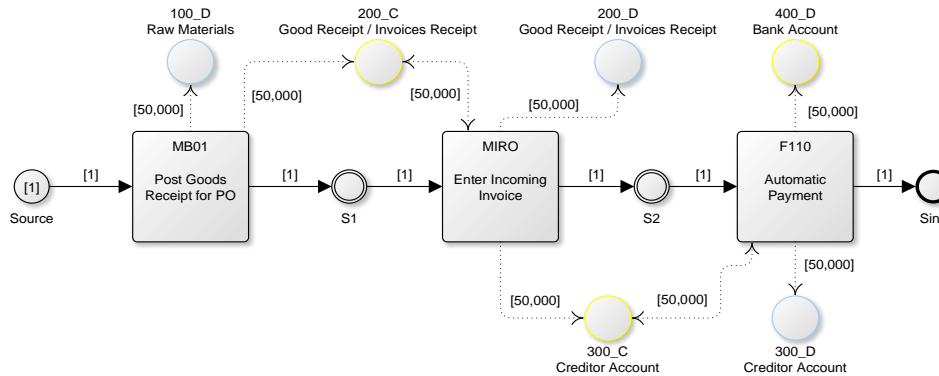 100_D
Raw Materials
200_C
Good Receipt / Invoices Receipt
200_D
Good Receipt / Invoices Receipt
400_D
Bank Account
[50,000]
[50,000]
[50,000]
[50,000]
[50,000]
MB01
Post Goods
Receipt for PO
MIRO
Enter Incoming
Invoice
F110
Automatic
Payment
[1]
[1]
[1]
[1]
[1]
[1]
[1]
Source
S1
S2
Sin
[50,000]
[50,000]
[50,000]
300_C
Creditor Account
300_D
Creditor Account